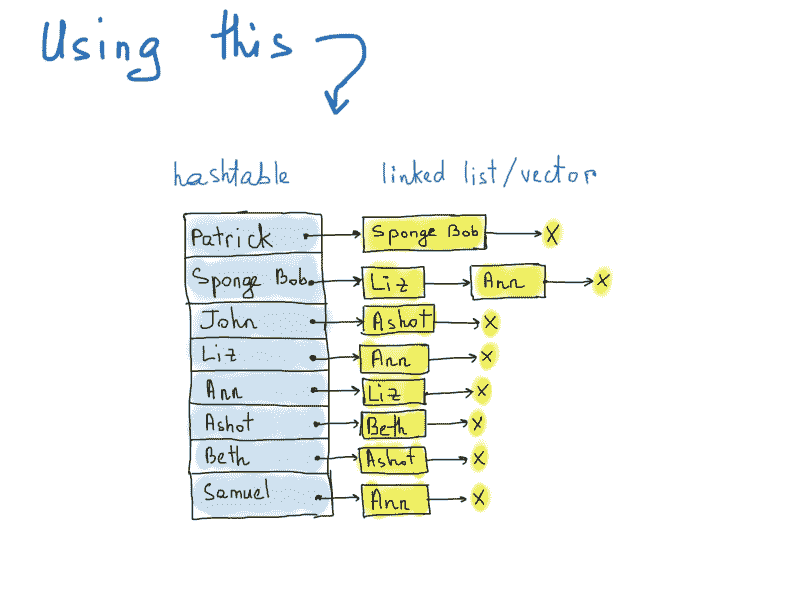 Using this
hashtable linked list/vector
Patrick Sponge Bob X
Sponge Bob Liz Ann X
John Ashot X
Liz Ann X
Ann Liz X
Ashot Beth X
Beth Ashot X
Samuel Ann X